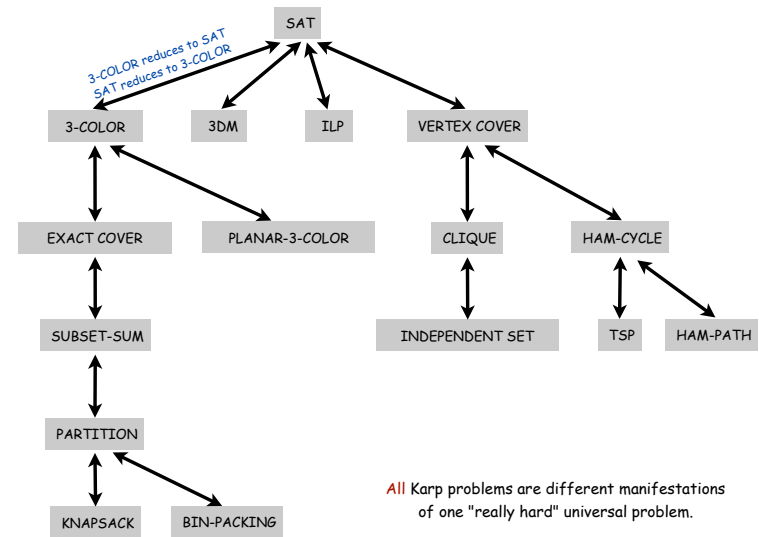 SAT
3-COLOR reduces to SAT
SAT reduces to 3-COLOR
3-COLOR
3DM
ILP
VERTEX COVER
EXACT COVER
PLANAR-3-COLOR
CLIQUE
HAM-CYCLE
SUBSET-SUM
INDEPENDENT SET
TSP
HAM-PATH
PARTITION
KNAPSACK
BIN-PACKING
All Karp problems are different manifestations
of one "really hard" universal problem.